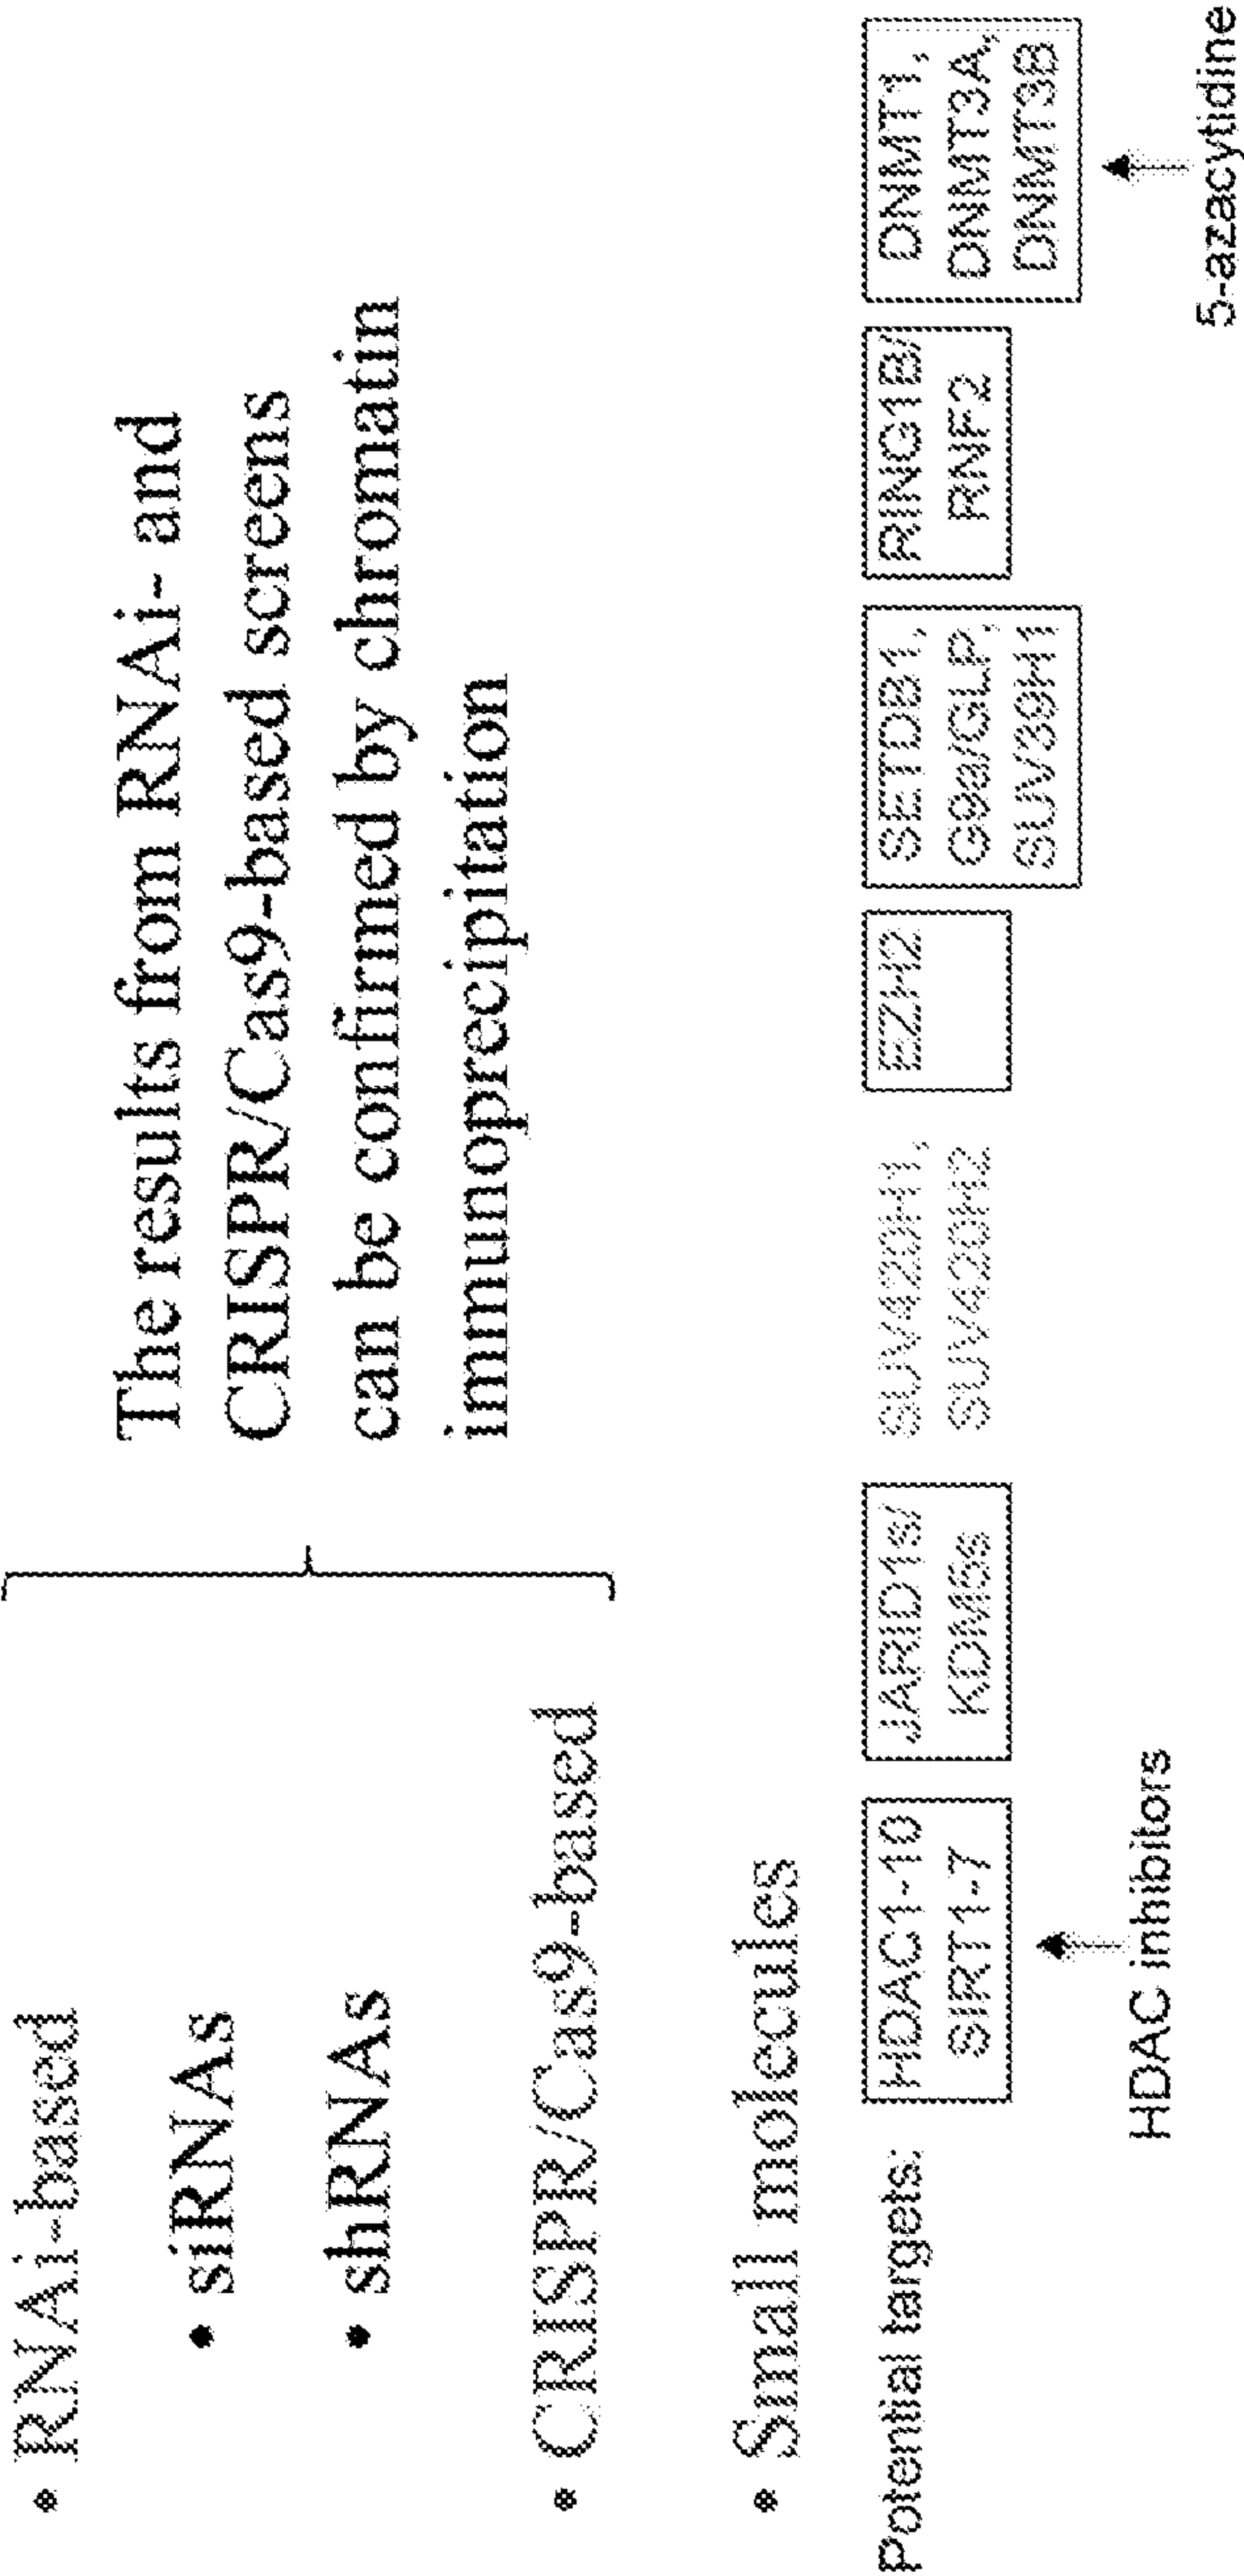 • RNAi-based
• siRNAs
• shRNAs
• CRISPR/Cas9-based
The results from RNAi- and
CRISPR/Cas9-based screens
can be confirmed by chromatin
immunoprecipitation
• Small molecules
Potential targets:
HDAC1-10
SIRT1-7
JARID1s/
KDM5s
SUV420H1,
SUV420H2
EZH2
SETDB1,
G9a/GLP,
SUV39H1
RING1B/
RNF2
DNMT1,
DNMT3A,
DNMT3B
HDAC inhibitors
5-azacytidine